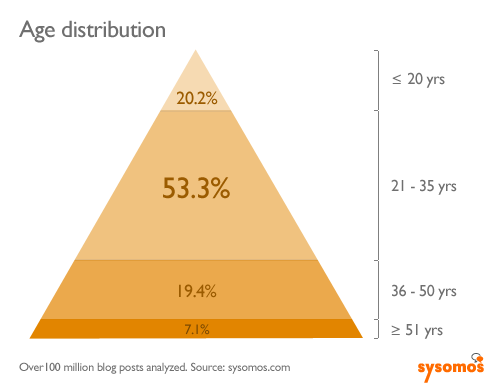 Age distribution
20.2%
≤ 20 yrs
53.3%
21 - 35 yrs
19.4%
36 - 50 yrs
7.1%
≥ 51 yrs
Over100 million blog posts analyzed. Source: sysomos.com
sysomos